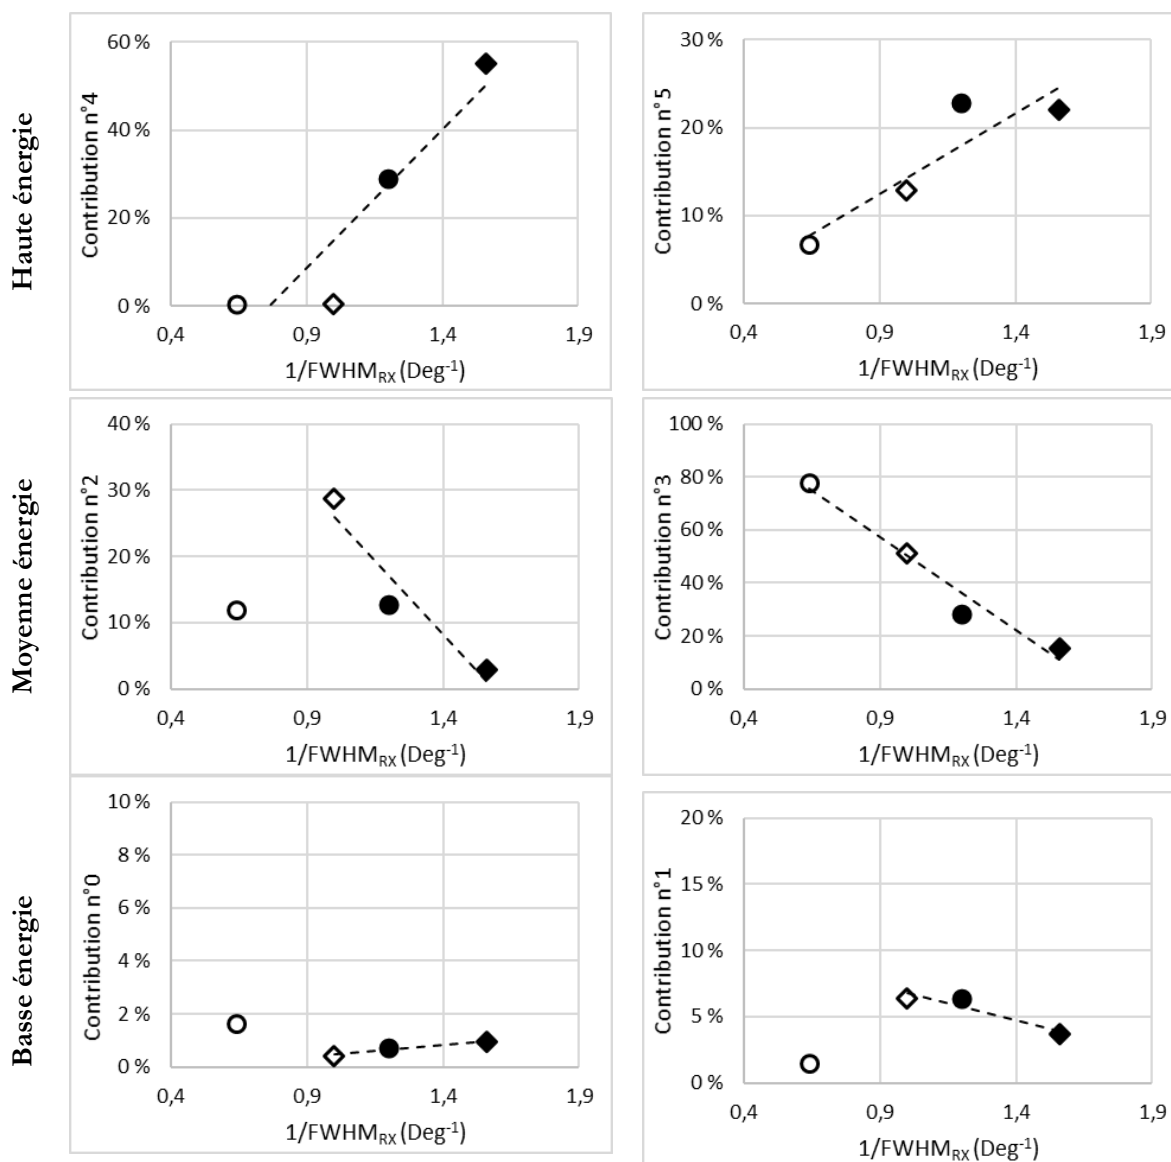 Haute énergie
Contribution n°4
60 %
40 %
20 %
0 %
0,4 0,9 1,4 1,9
1/FWHM_RX (Deg⁻¹)
Contribution n°5
30 %
20 %
10 %
0 %
0,4 0,9 1,4 1,9
1/FWHM_RX (Deg⁻¹)
Moyenne énergie
Contribution n°2
40 %
30 %
20 %
10 %
0 %
0,4 0,9 1,4 1,9
1/FWHM_RX (Deg⁻¹)
Contribution n°3
100 %
80 %
60 %
40 %
20 %
0 %
0,4 0,9 1,4 1,9
1/FWHM_RX (Deg⁻¹)
Basse énergie
Contribution n°0
10 %
8 %
6 %
4 %
2 %
0 %
0,4 0,9 1,4 1,9
1/FWHM_RX (Deg⁻¹)
Contribution n°1
20 %
15 %
10 %
5 %
0 %
0,4 0,9 1,4 1,9
1/FWHM_RX (Deg⁻¹)